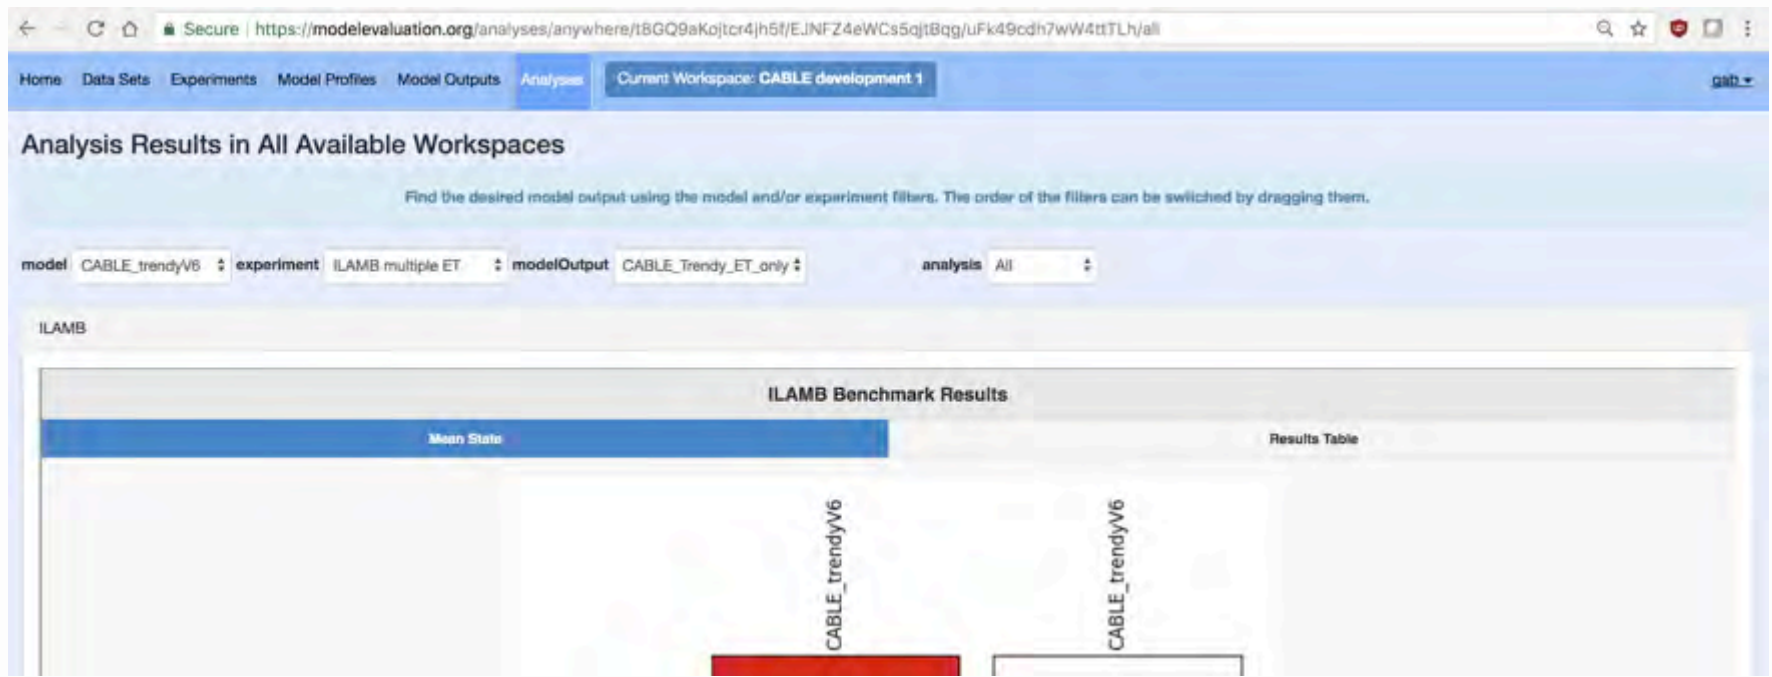 Secure https://modelevaluation.org/analyses/anywhere/t8GQ9aKojtcr4jh5f/EJNFZ4eWCs5qjtBqg/uFk49cdh7wW4ttTLh/all
Home Data Sets Experiments Model Profiles Model Outputs Analyses Current Workspace: CABLE development 1 gab
Analysis Results in All Available Workspaces
Find the desired model output using the model and/or experiment filters. The order of the filters can be switched by dragging them.
model CABLE_trendyV6 experiment ILAMB multiple ET modelOutput CABLE_Trendy_ET_only analysis All
ILAMB
ILAMB Benchmark Results
Mean State Results Table
CABLE_trendyV6 CABLE_trendyV6